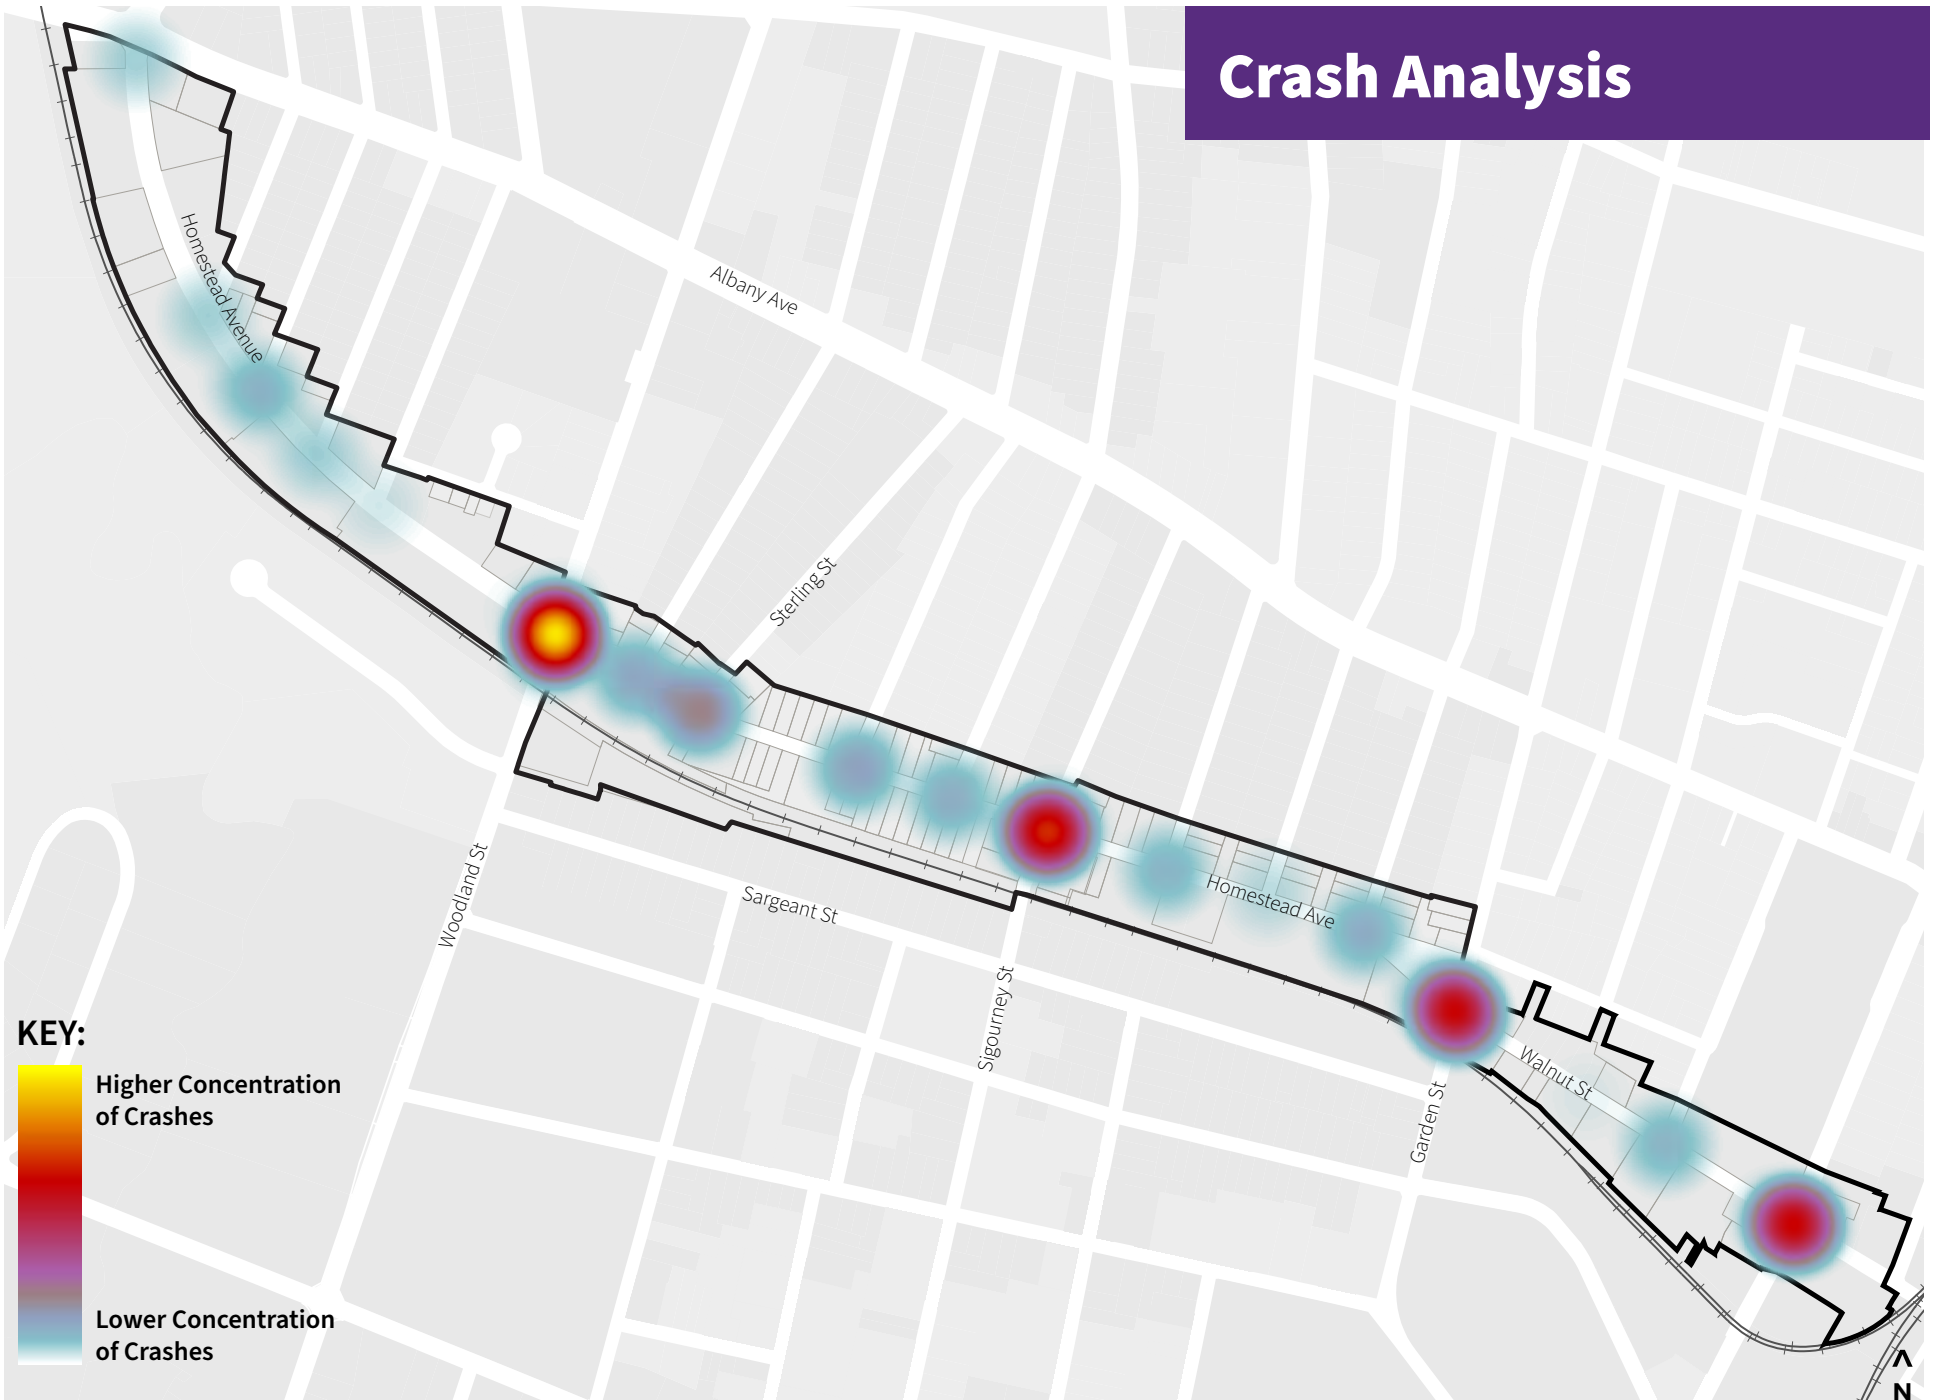 Crash Analysis
Homestead Avenue
Albany Ave
Sterling St
Woodland St
Sargeant St
Homestead Ave
Sigourney St
Walnut St
Garden St
KEY:
Higher Concentration
of Crashes
Lower Concentration
of Crashes
^
N